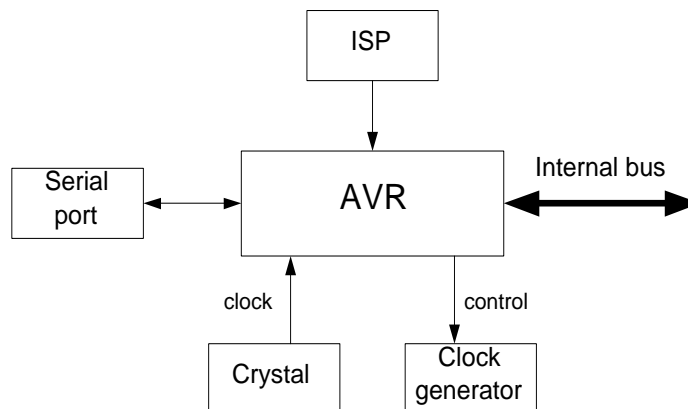 ISP
Serial
port
AVR
Internal bus
clock
control
Crystal
Clock
generator